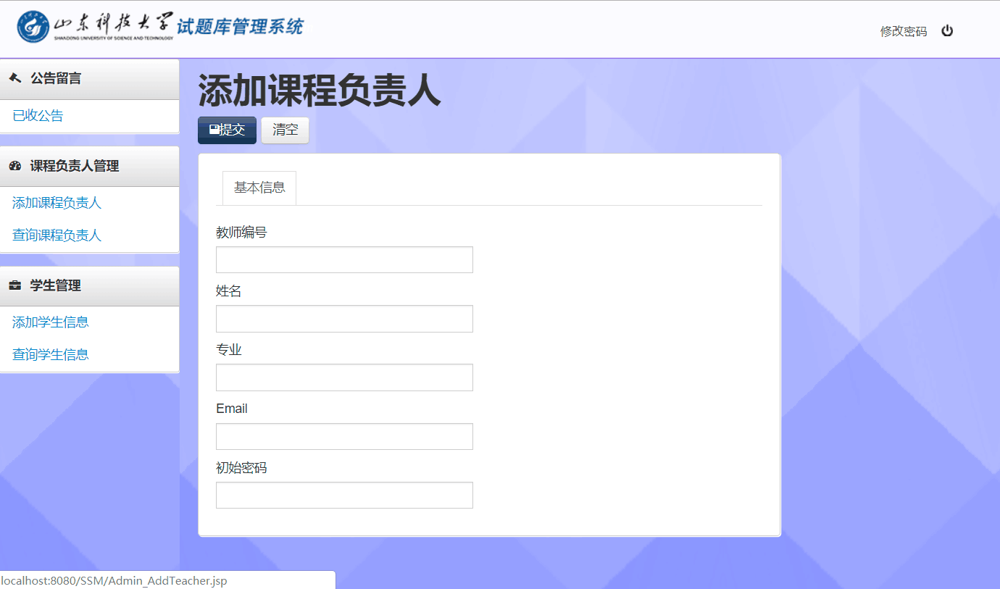 山东科技大学
SHANDONG UNIVERSITY OF SCIENCE AND TECHNOLOGY
试题库管理系统
修改密码
公告留言
已收公告
课程负责人管理
添加课程负责人
查询课程负责人
学生管理
添加学生信息
查询学生信息
添加课程负责人
提交 清空
基本信息
教师编号
姓名
专业
Email
初始密码
localhost:8080/SSM/Admin_AddTeacher.jsp